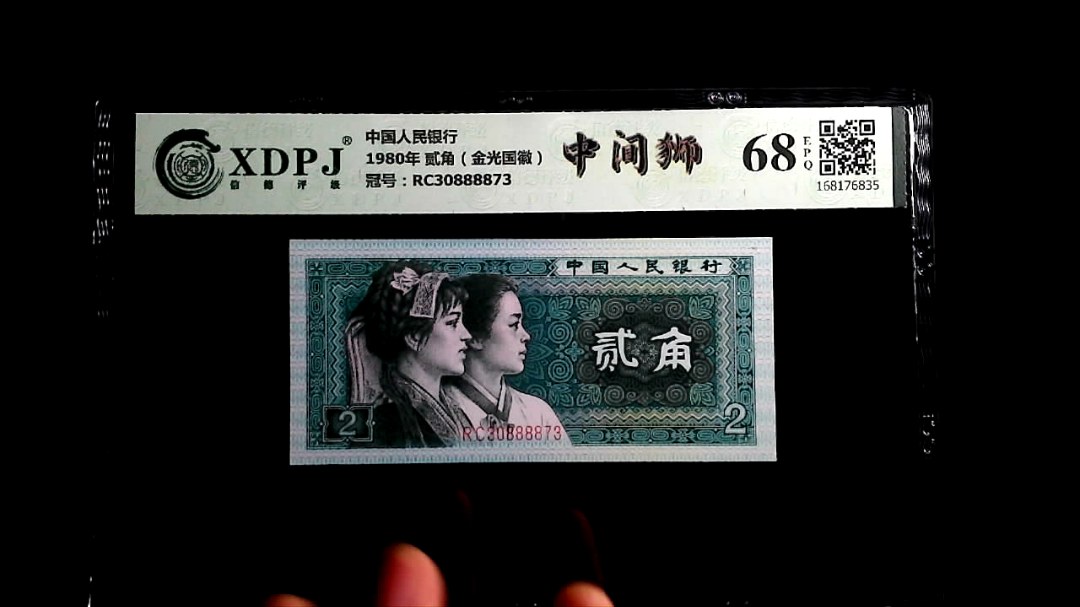 XDPJ®
信德评级
中国人民银行
1980年 贰角（金光国徽）
冠号：RC30888873
中间狮
68 EPQ
168176835
中国人民银行
贰角
2
2
RC30888873